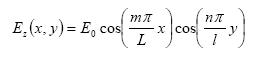 E_z(x, y) = E_0 cos(mπ/L x) cos(nπ/l y)